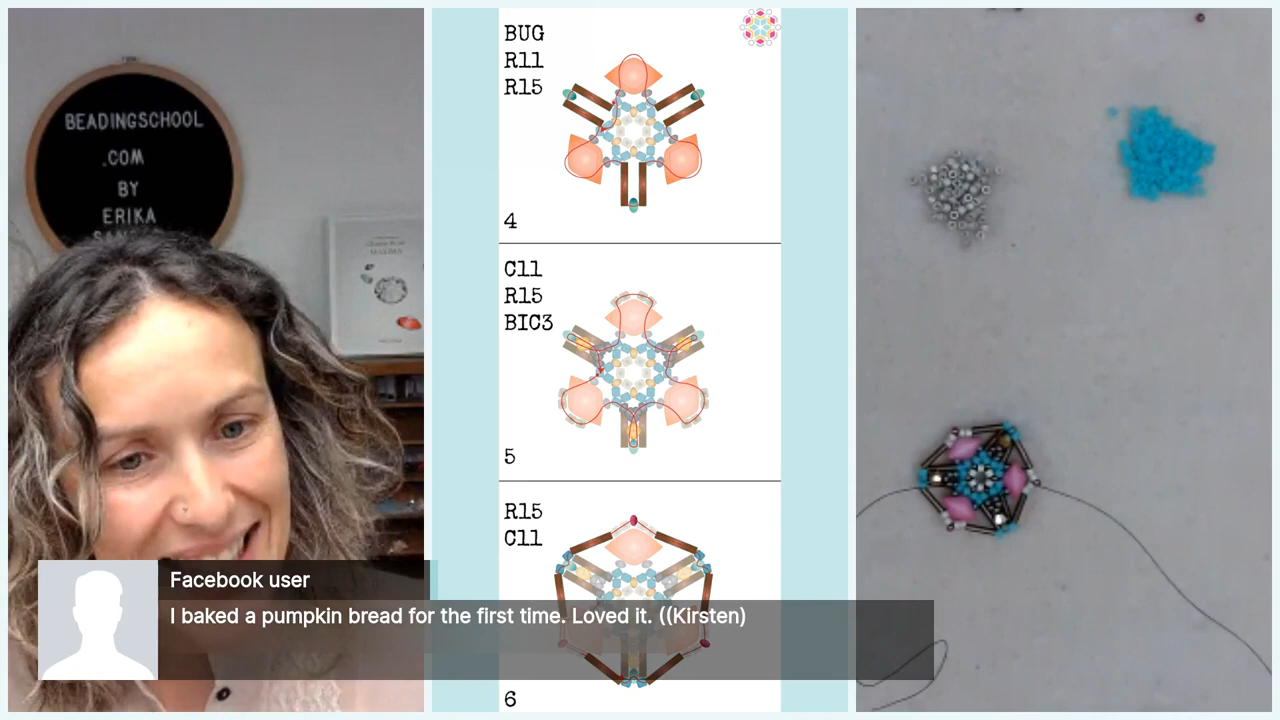 BEADINGSCHOOL
.COM
BY
ERIKA
BUG
R11
R15
4
C11
R15
BIC3
5
R15
C11
6
Facebook user
I baked a pumpkin bread for the first time. Loved it. ((Kirsten)